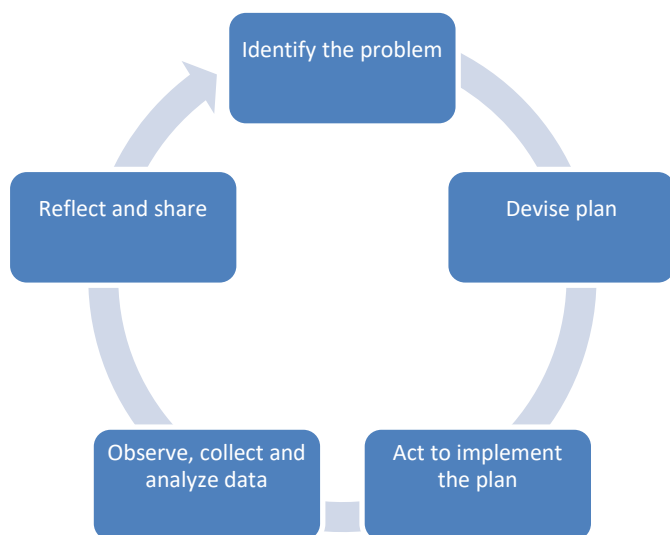 Identify the problem
Devise plan
Act to implement
the plan
Observe, collect and
analyze data
Reflect and share